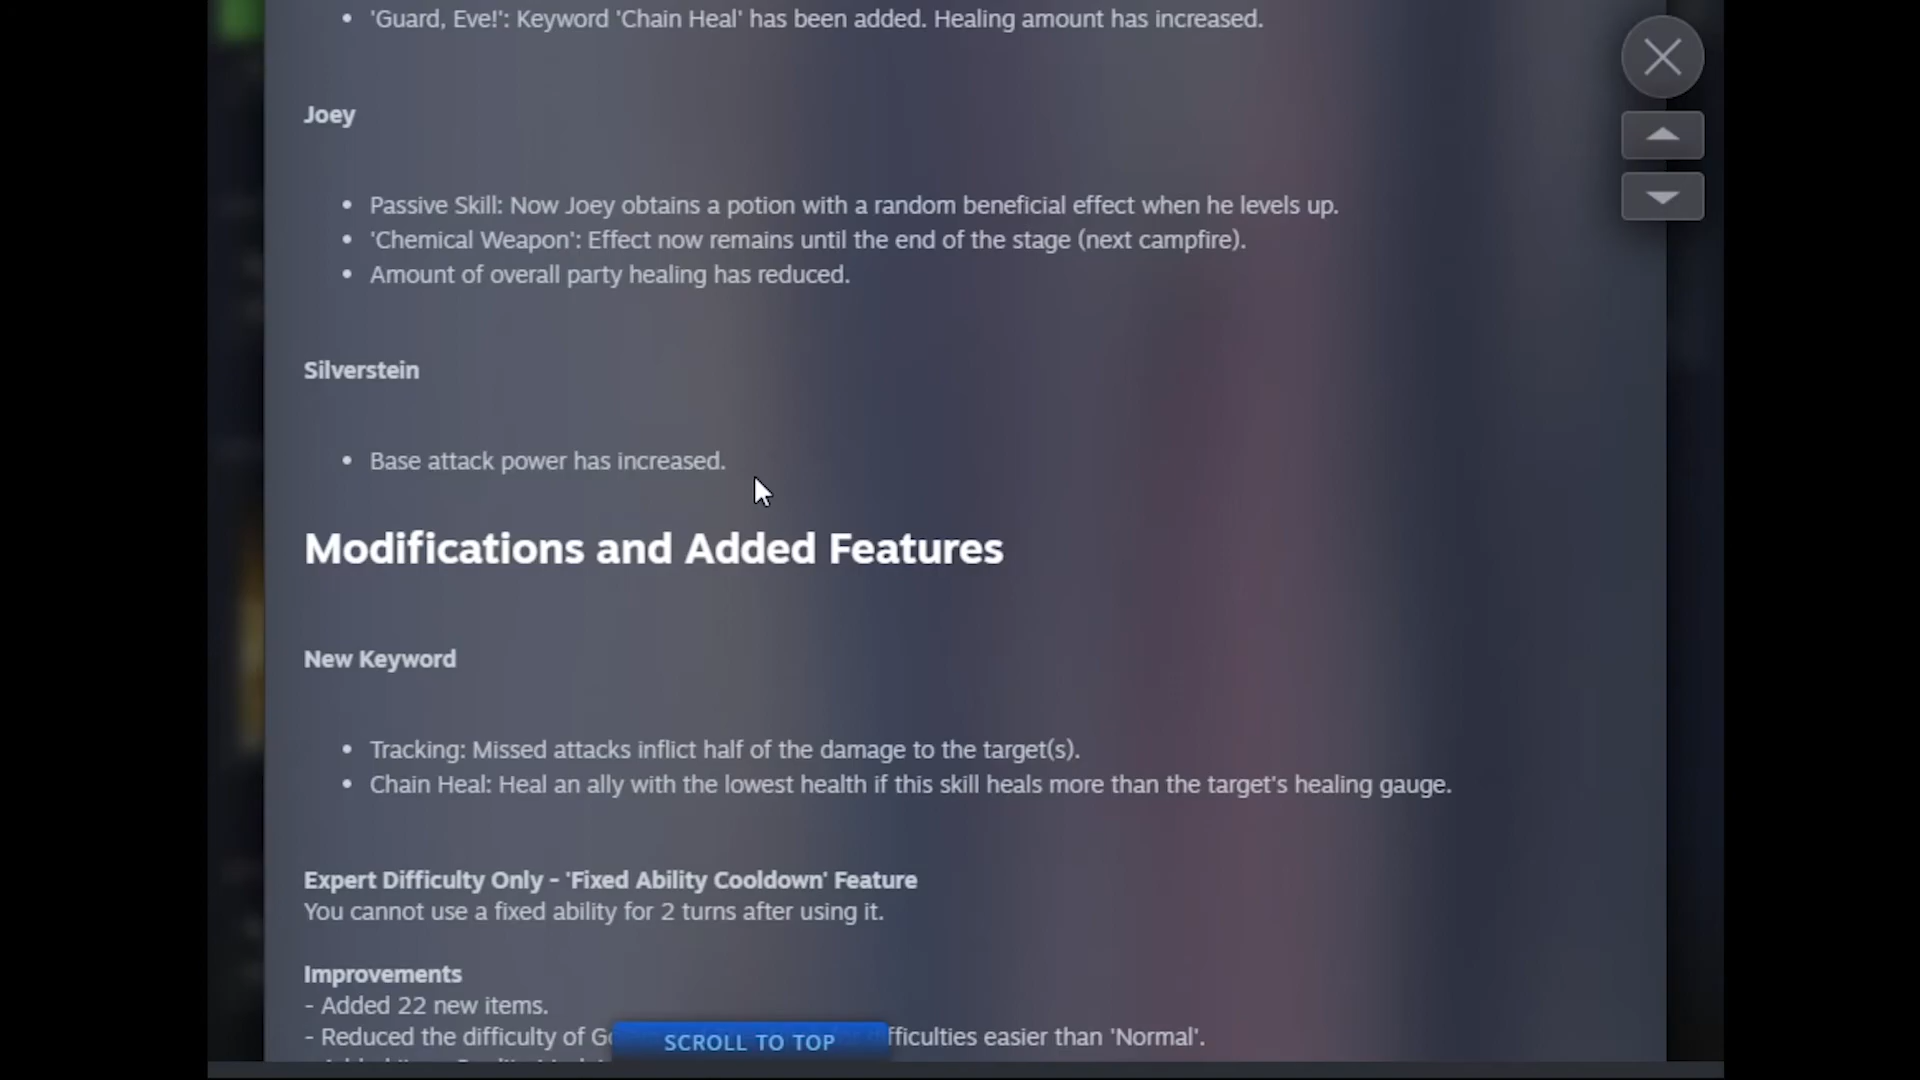 • 'Guard, Eve!': Keyword 'Chain Heal' has been added. Healing amount has increased.
Joey
• Passive Skill: Now Joey obtains a potion with a random beneficial effect when he levels up.
• 'Chemical Weapon': Effect now remains until the end of the stage (next campfire).
• Amount of overall party healing has reduced.
Silverstein
• Base attack power has increased.
Modifications and Added Features
New Keyword
• Tracking: Missed attacks inflict half of the damage to the target(s).
• Chain Heal: Heal an ally with the lowest health if this skill heals more than the target's healing gauge.
Expert Difficulty Only - 'Fixed Ability Cooldown' Feature
You cannot use a fixed ability for 2 turns after using it.
Improvements
- Added 22 new items.
- Reduced the difficulty of easier than 'Normal'.
SCROLL TO TOP